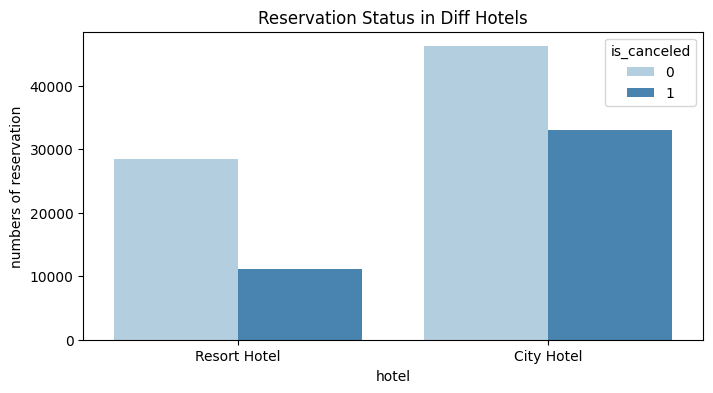 Reservation Status in Diff Hotels
is_canceled
0
1
numbers of reservation
40000
30000
20000
10000
0
Resort Hotel
City Hotel
hotel